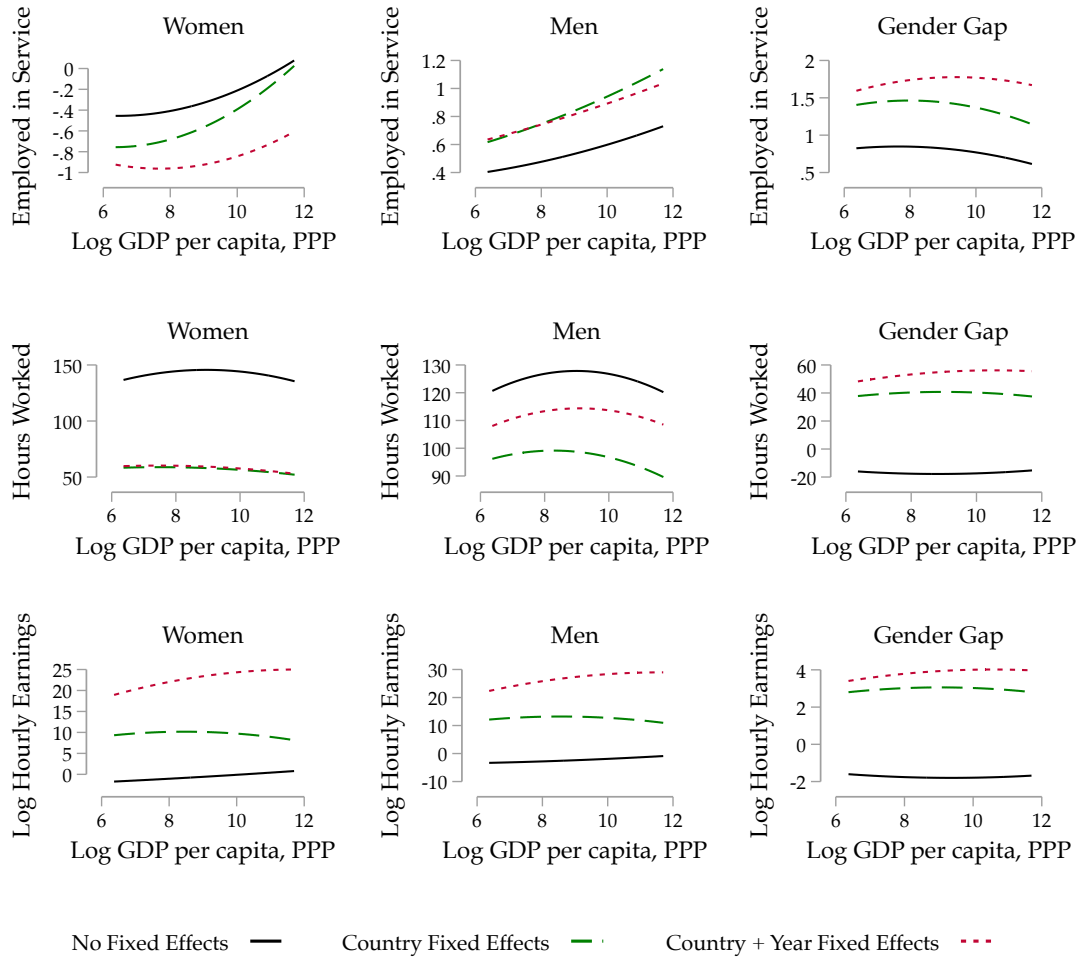 Women
Employed in Service
0
-.2
-.4
-.6
-.8
-1
6 8 10 12
Log GDP per capita, PPP
Men
Employed in Service
1.2
1
.8
.6
.4
6 8 10 12
Log GDP per capita, PPP
Gender Gap
Employed in Service
2
1.5
1
.5
6 8 10 12
Log GDP per capita, PPP
Women
Hours Worked
150
100
50
6 8 10 12
Log GDP per capita, PPP
Men
Hours Worked
130
120
110
100
90
6 8 10 12
Log GDP per capita, PPP
Gender Gap
Hours Worked
60
40
20
0
-20
6 8 10 12
Log GDP per capita, PPP
Women
Log Hourly Earnings
25
20
15
10
5
0
6 8 10 12
Log GDP per capita, PPP
Men
Log Hourly Earnings
30
20
10
0
-10
6 8 10 12
Log GDP per capita, PPP
Gender Gap
Log Hourly Earnings
4
2
0
-2
6 8 10 12
Log GDP per capita, PPP
No Fixed Effects Country Fixed Effects Country + Year Fixed Effects